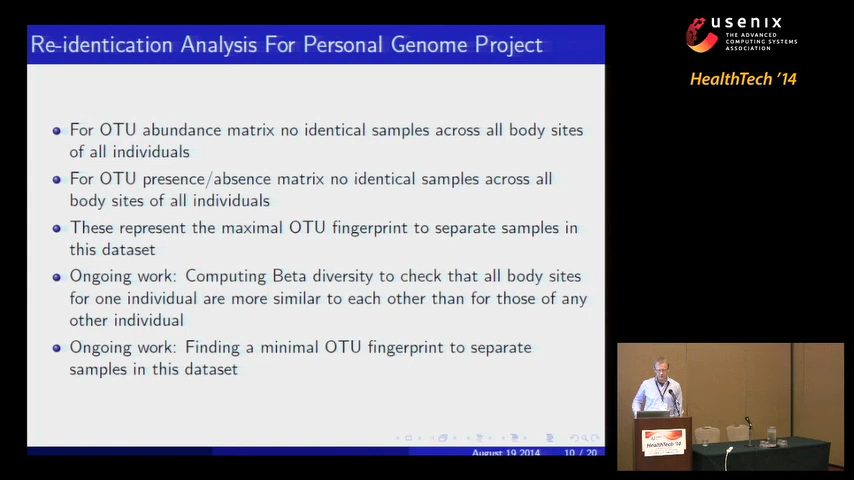 Re-identication Analysis For Personal Genome Project
For OTU abundance matrix no identical samples across all body sites
of all individuals
For OTU presence/absence matrix no identical samples across all
body sites of all individuals
These represent the maximal OTU fingerprint to separate samples in
this dataset
Ongoing work: Computing Beta diversity to check that all body sites
for one individual are more similar to each other than for those of any
other individual
Ongoing work: Finding a minimal OTU fingerprint to separate
samples in this dataset
August 19 2014 10 / 20
usenix
THE ADVANCED
COMPUTING SYSTEMS
ASSOCIATION
HealthTech '14
HealthTech '14